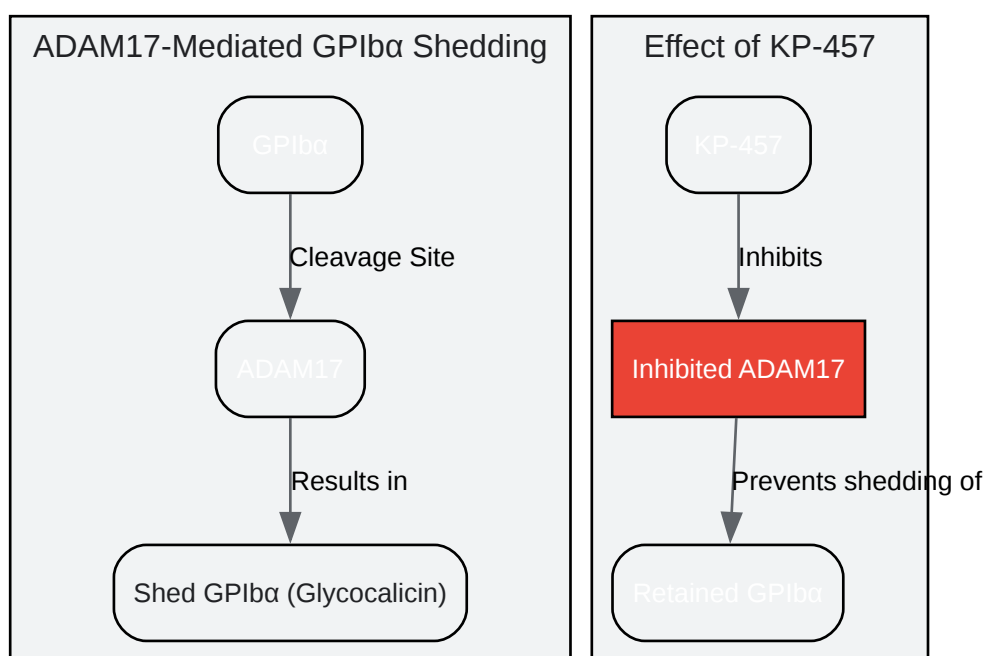 ADAM17-Mediated GPIbα Shedding
GPIbα
Cleavage Site
ADAM17
Results in
Shed GPIbα (Glycocalicin)
Effect of KP-457
KP-457
Inhibits
Inhibited ADAM17
Prevents shedding of
Retained GPIbα